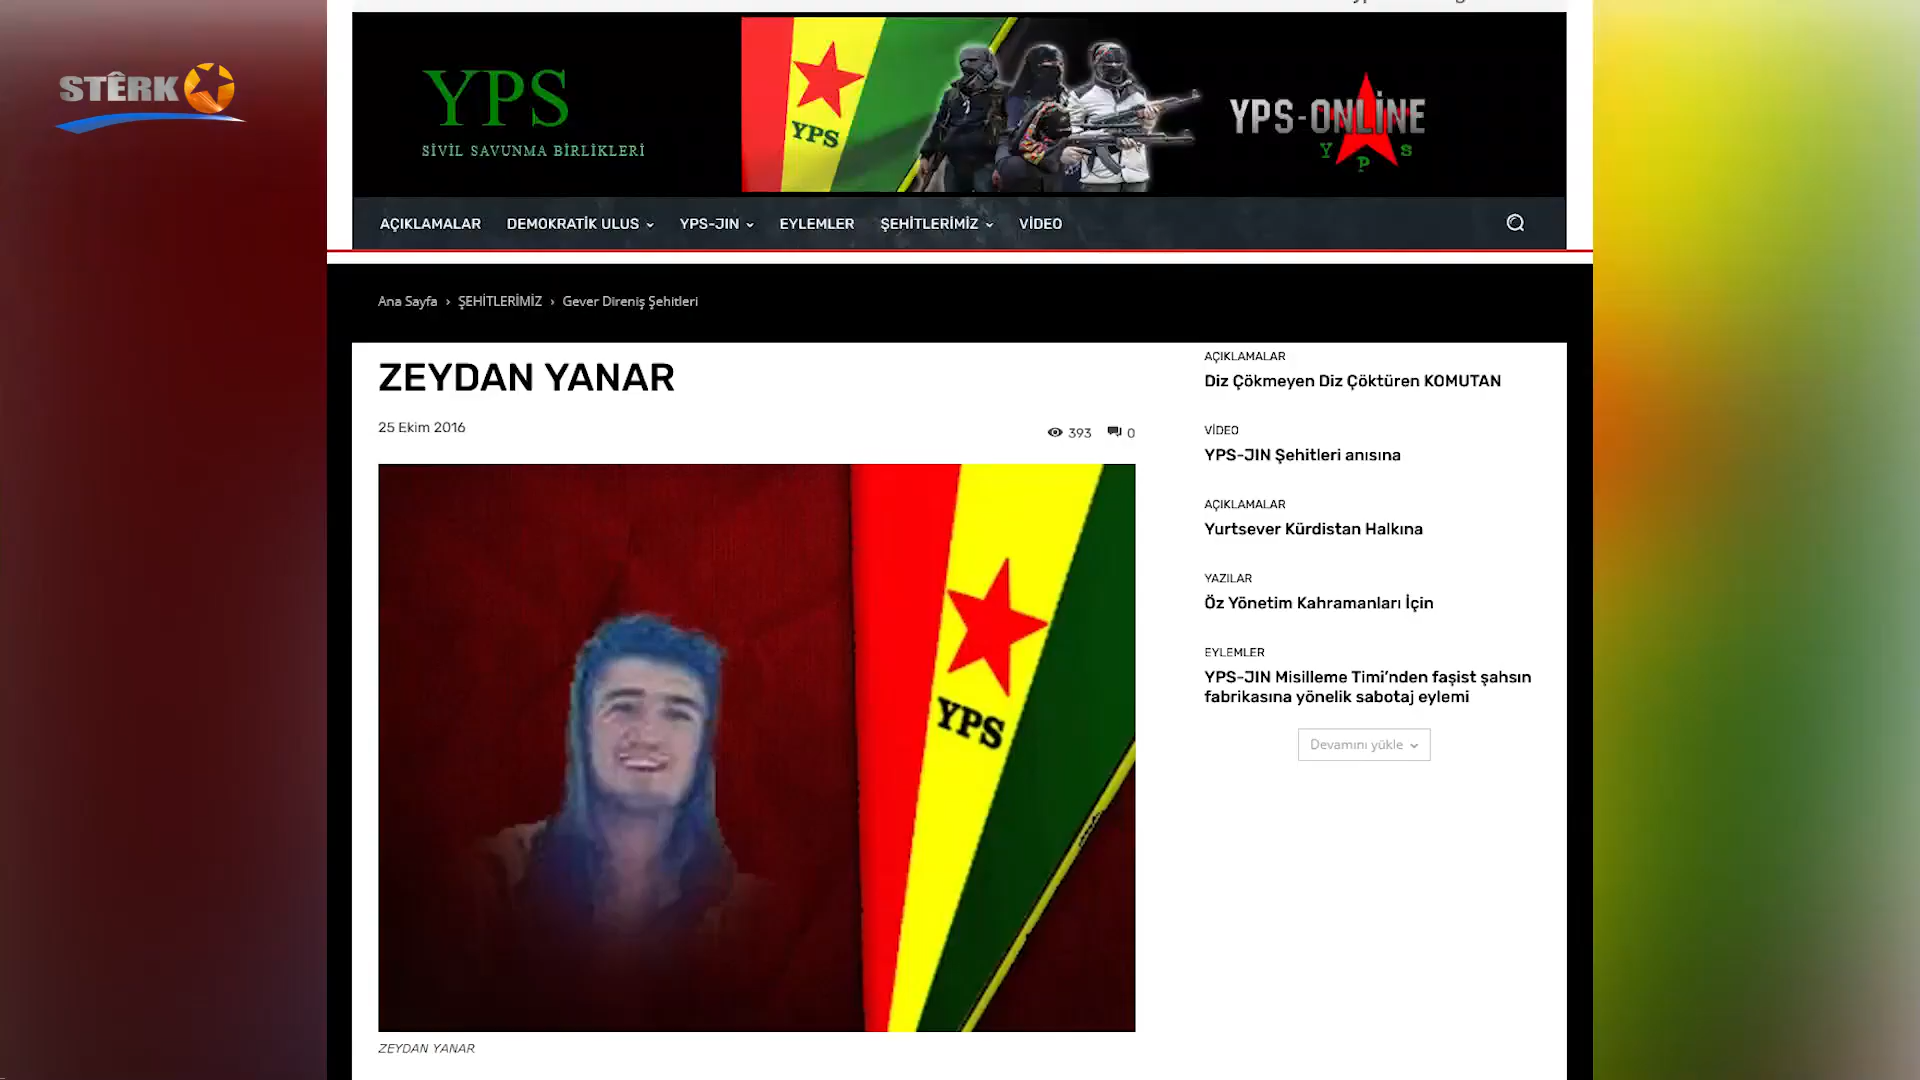 STÊRK
YPS
SİVİL SAVUNMA BİRLİKLERİ
YPS
YPS-ONLİNE
Y P S
AÇIKLAMALAR
DEMOKRATİK ULUS
YPS-JIN
EYLEMLER
ŞEHİTLERİMİZ
VİDEO
Ana Sayfa › ŞEHİTLERİMİZ › Gever Direniş Şehitleri
ZEYDAN YANAR
25 Ekim 2016
393
0
YPS
ZEYDAN YANAR
AÇIKLAMALAR
Diz Çökmeyen Diz Çöktüren KOMUTAN
VİDEO
YPS-JIN Şehitleri anısına
AÇIKLAMALAR
Yurtsever Kürdistan Halkına
YAZILAR
Öz Yönetim Kahramanları İçin
EYLEMLER
YPS-JIN Misilleme Timi’nden faşist şahsın
fabrikasına yönelik sabotaj eylemi
Devamını yükle